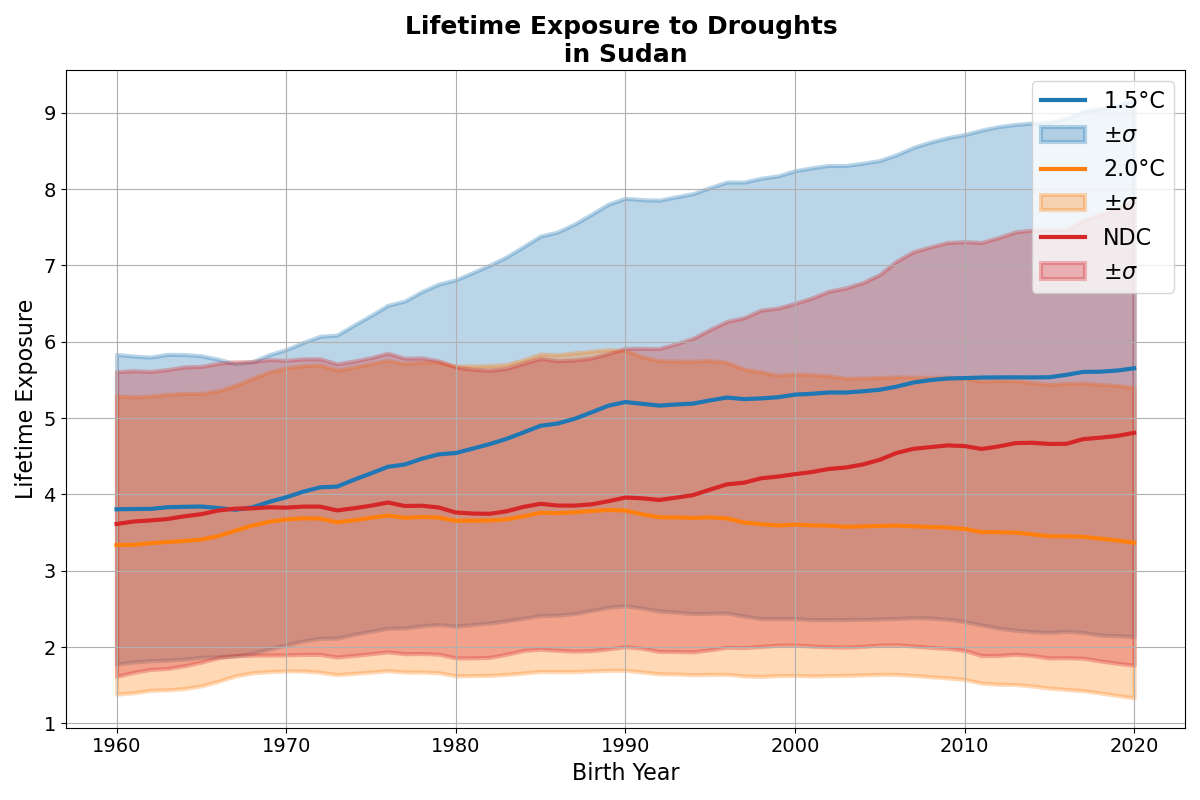 Lifetime Exposure to Droughts
in Sudan
Lifetime Exposure
9
8
7
6
5
4
3
2
1
1960 1970 1980 1990 2000 2010 2020
Birth Year
1.5°C
±σ
2.0°C
±σ
NDC
±σ